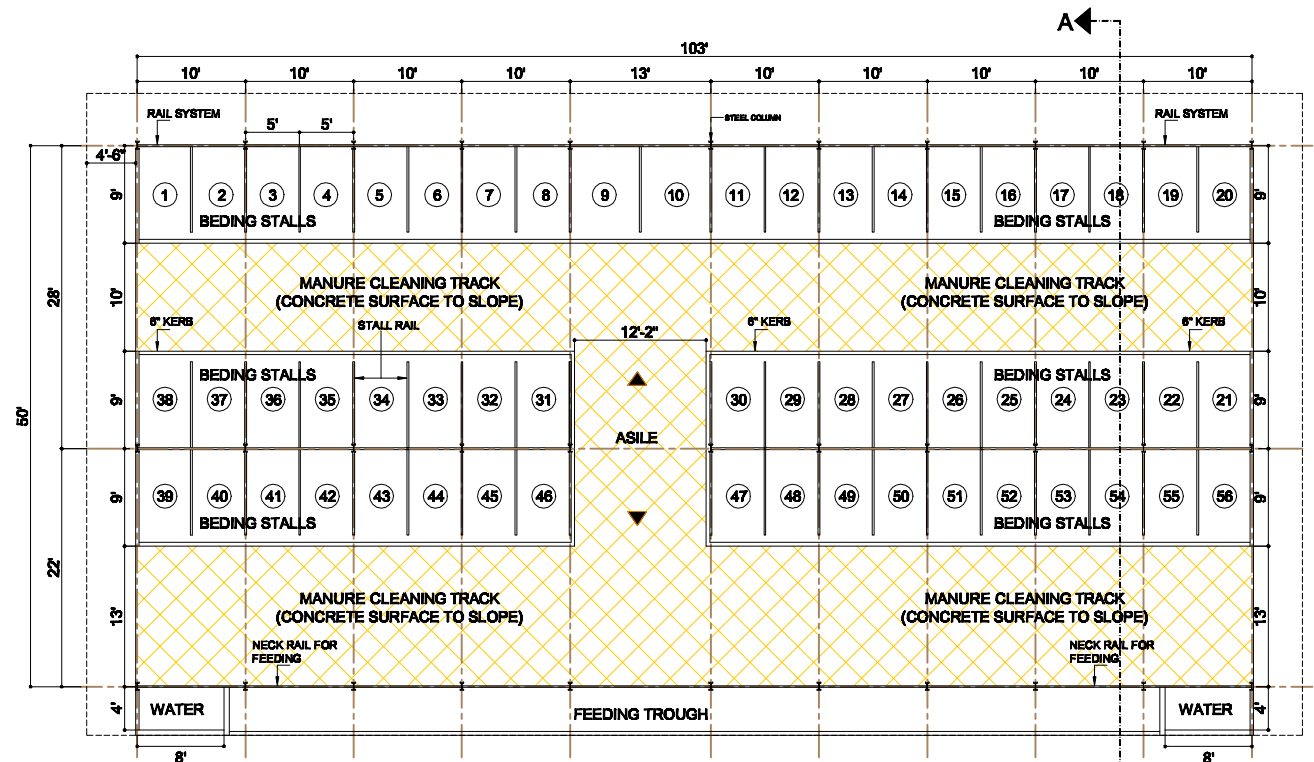 A
103'
10' 10' 10' 10' 13' 10' 10' 10' 10' 10'
RAIL SYSTEM
STEEL COLUMN
RAIL SYSTEM
5' 5'
4'-6"
9'
1 2 3 4 5 6 7 8 9 10 11 12 13 14 15 16 17 18 19 20
9'
BEDING STALLS
BEDING STALLS
28'
10'
MANURE CLEANING TRACK
(CONCRETE SURFACE TO SLOPE)
MANURE CLEANING TRACK
(CONCRETE SURFACE TO SLOPE)
10'
6" KERB
STALL RAIL
12'-2"
6" KERB
6" KERB
BEDING STALLS
BEDING STALLS
50'
9'
38 37 36 35 34 33 32 31
30 29 28 27 26 25 24 23 22 21
9'
ASILE
9'
39 40 41 42 43 44 45 46
47 48 49 50 51 52 53 54 55 56
9'
BEDING STALLS
BEDING STALLS
22'
13'
MANURE CLEANING TRACK
(CONCRETE SURFACE TO SLOPE)
MANURE CLEANING TRACK
(CONCRETE SURFACE TO SLOPE)
13'
NECK RAIL FOR
FEEDING
NECK RAIL FOR
FEEDING
4'
WATER
FEEDING TROUGH
WATER
4'
8'
8'